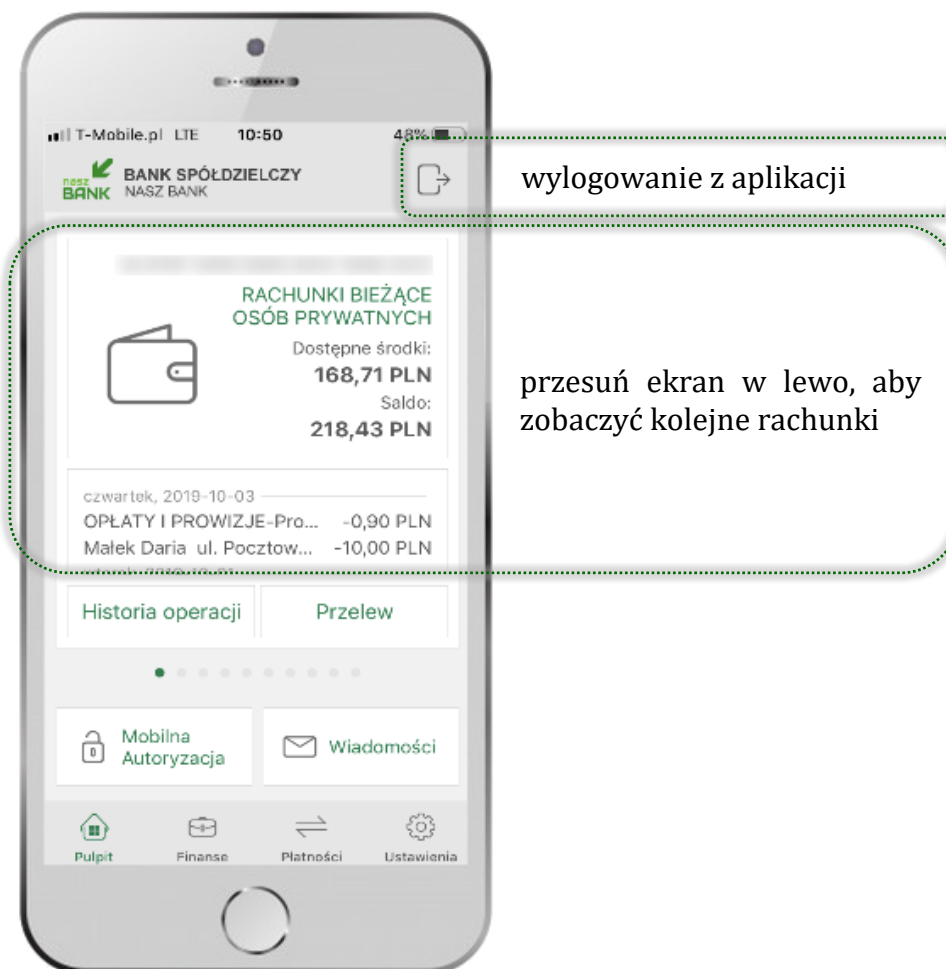 T-Mobile.pl LTE 10:50 48%
nasz BANK
BANK SPÓŁDZIELCZY
NASZ BANK
wylogowanie z aplikacji
RACHUNKI BIEŻĄCE
OSÓB PRYWATNYCH
Dostępne środki:
168,71 PLN
Saldo:
218,43 PLN
przesuń ekran w lewo, aby
zobaczyć kolejne rachunki
czwartek, 2019-10-03
OPŁATY I PROWIZJE-Pro... -0,90 PLN
Małek Daria ul. Pocztow... -10,00 PLN
Historia operacji Przelew
Mobilna
Autoryzacja
Wiadomości
Pulpit Finanse Płatności Ustawienia